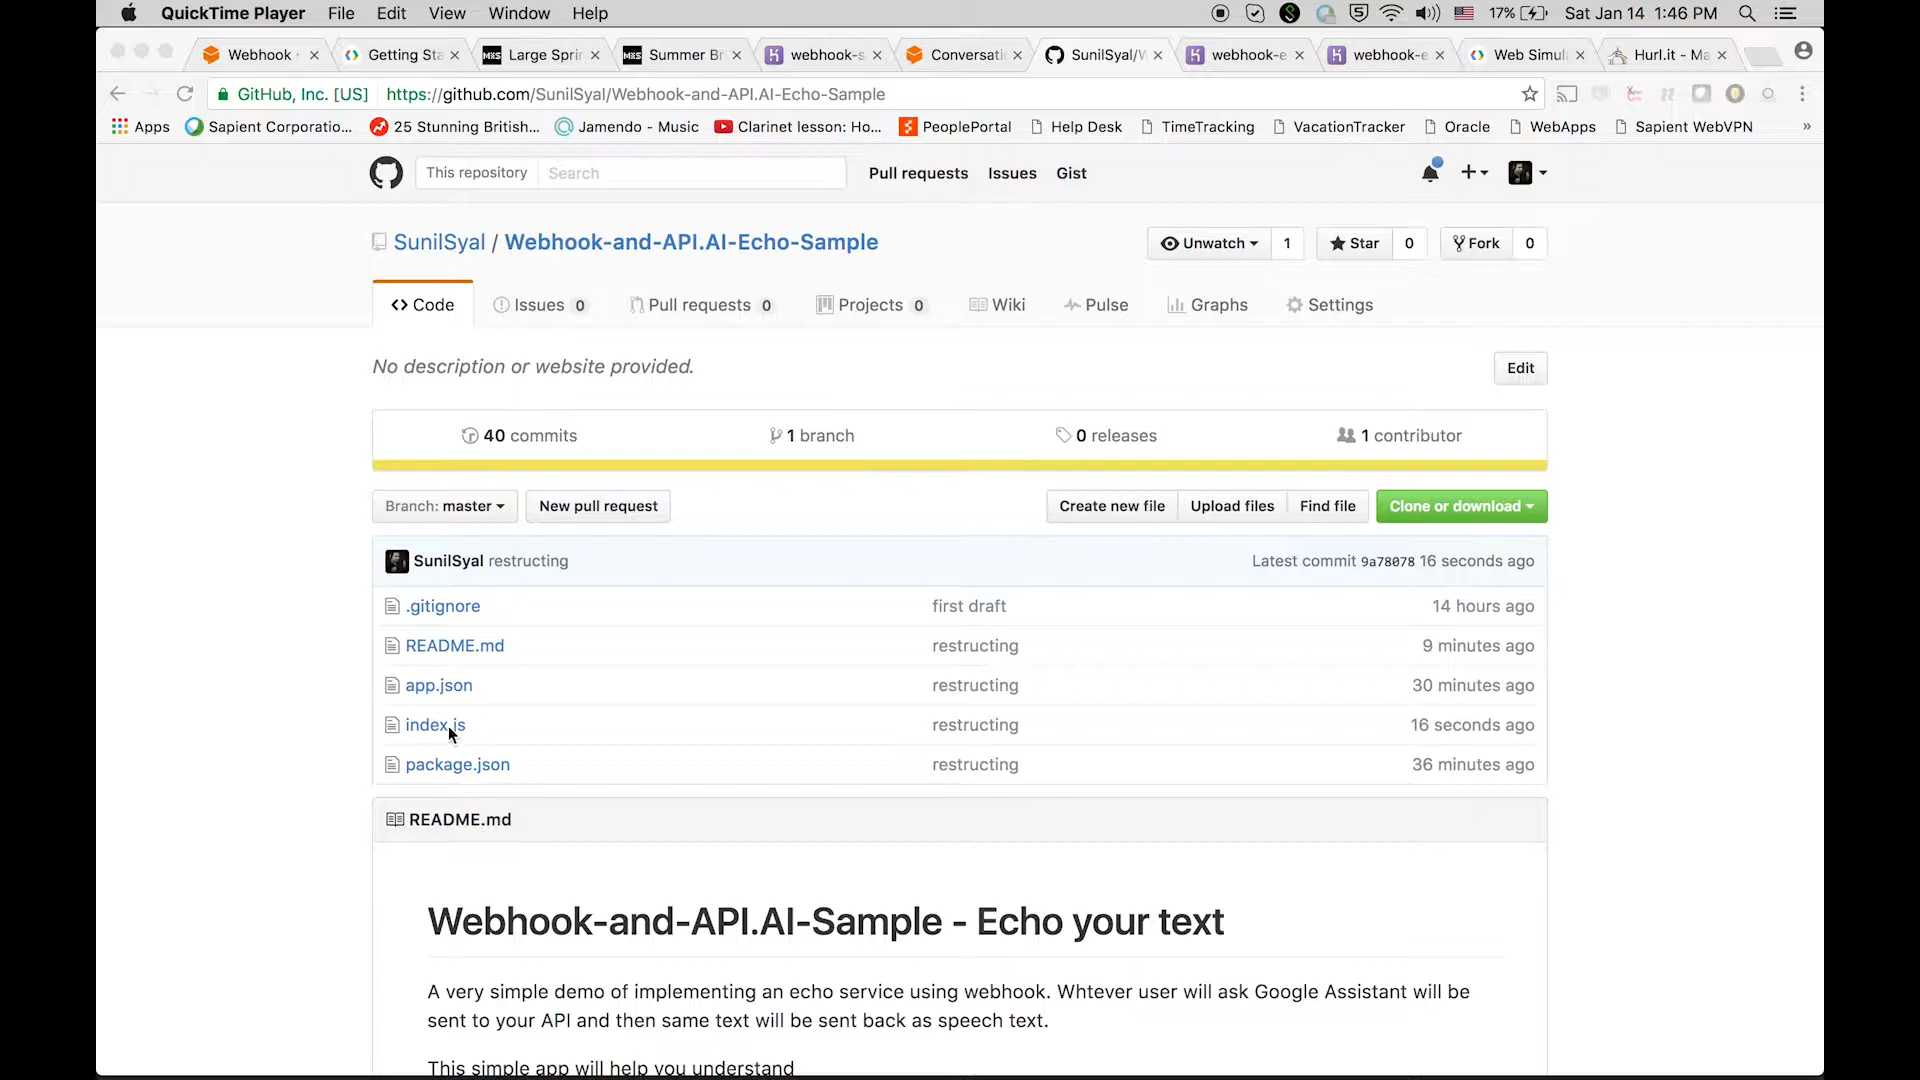 QuickTime Player File Edit View Window Help 17% Sat Jan 14 1:46 PM
Webhook Getting Sta Large Sprin Summer Br webhook-s Conversatio SunilSyal/W webhook-e webhook-e Web Simul Hurl.it - Ma
GitHub, Inc. [US] https://github.com/SunilSyal/Webhook-and-API.AI-Echo-Sample
Apps Sapient Corporatio... 25 Stunning British... Jamendo - Music Clarinet lesson: Ho... PeoplePortal Help Desk TimeTracking VacationTracker Oracle WebApps Sapient WebVPN »
This repository Search Pull requests Issues Gist
SunilSyal / Webhook-and-API.AI-Echo-Sample Unwatch 1 Star 0 Fork 0
Code Issues 0 Pull requests 0 Projects 0 Wiki Pulse Graphs Settings
No description or website provided. Edit
40 commits 1 branch 0 releases 1 contributor
Branch: master New pull request Create new file Upload files Find file Clone or download
SunilSyal restructing Latest commit 9a78078 16 seconds ago
.gitignore first draft 14 hours ago
README.md restructing 9 minutes ago
app.json restructing 30 minutes ago
index.js restructing 16 seconds ago
package.json restructing 36 minutes ago
README.md
Webhook-and-API.AI-Sample - Echo your text
A very simple demo of implementing an echo service using webhook. Whtever user will ask Google Assistant will be
sent to your API and then same text will be sent back as speech text.
This simple app will help you understand